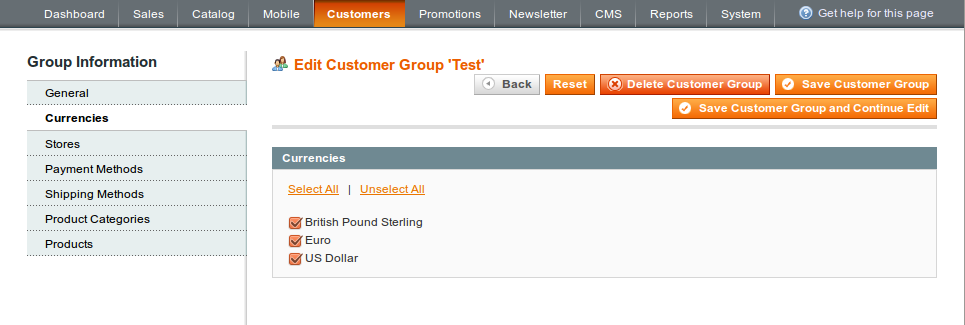 Dashboard Sales Catalog Mobile Customers Promotions Newsletter CMS Reports System Get help for this page
Group Information
General
Currencies
Stores
Payment Methods
Shipping Methods
Product Categories
Products
Edit Customer Group 'Test'
Back Reset Delete Customer Group Save Customer Group
Save Customer Group and Continue Edit
Currencies
Select All | Unselect All
British Pound Sterling
Euro
US Dollar